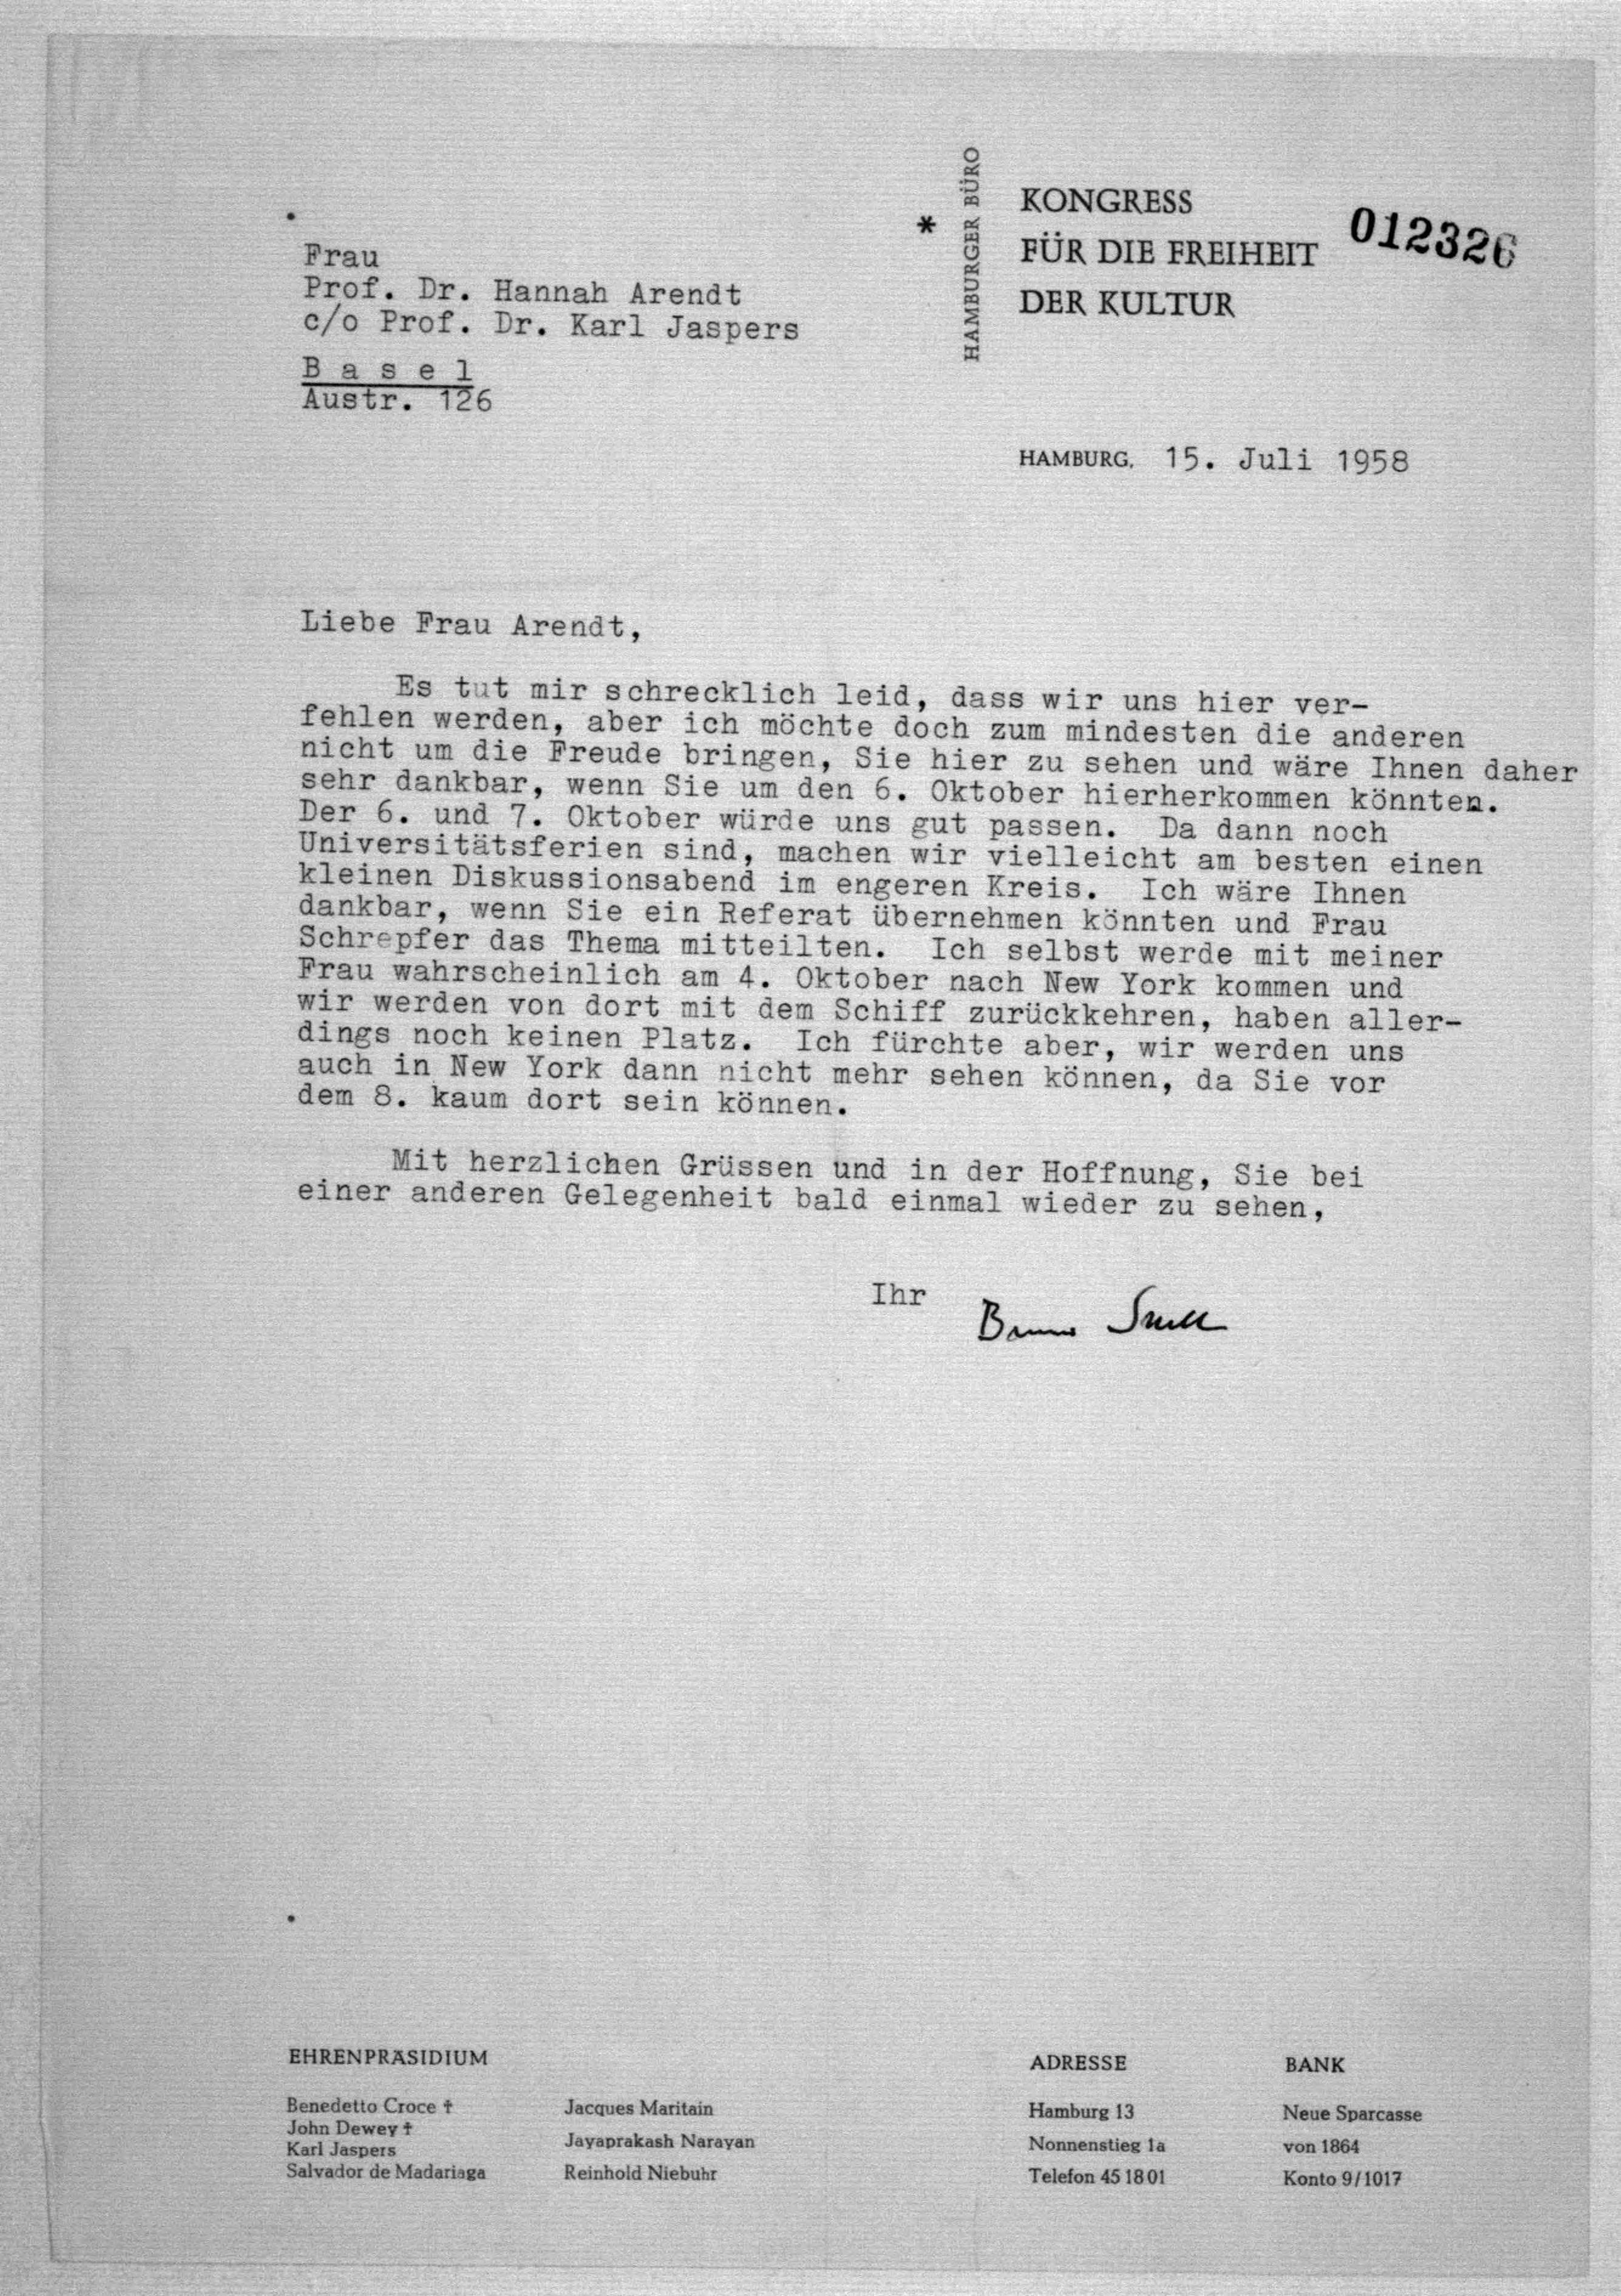 HAMBURGER BÜRO
*
KONGRESS
FÜR DIE FREIHEIT
DER KULTUR
012326
Frau
Prof. Dr. Hannah Arendt
c/o Prof. Dr. Karl Jaspers
B a s e l
Austr. 126
HAMBURG, 15. Juli 1958
Liebe Frau Arendt,
Es tut mir schrecklich leid, dass wir uns hier ver-
fehlen werden, aber ich möchte doch zum mindesten die anderen
nicht um die Freude bringen, Sie hier zu sehen und wäre Ihnen daher
sehr dankbar, wenn Sie um den 6. Oktober hierherkommen könnten.
Der 6. und 7. Oktober würde uns gut passen. Da dann noch
Universitätsferien sind, machen wir vielleicht am besten einen
kleinen Diskussionsabend im engeren Kreis. Ich wäre Ihnen
dankbar, wenn Sie ein Referat übernehmen könnten und Frau
Schrepfer das Thema mitteilten. Ich selbst werde mit meiner
Frau wahrscheinlich am 4. Oktober nach New York kommen und
wir werden von dort mit dem Schiff zurückkehren, haben aller-
dings noch keinen Platz. Ich fürchte aber, wir werden uns
auch in New York dann nicht mehr sehen können, da Sie vor
dem 8. kaum dort sein können.
Mit herzlichen Grüssen und in der Hoffnung, Sie bei
einer anderen Gelegenheit bald einmal wieder zu sehen,
Ihr Bruno Snell
EHRENPRÄSIDIUM
Benedetto Croce †
John Dewey †
Karl Jaspers
Salvador de Madariaga
Jacques Maritain
Jayaprakash Narayan
Reinhold Niebuhr
ADRESSE
Hamburg 13
Nonnenstieg 1a
Telefon 45 18 01
BANK
Neue Sparcasse
von 1864
Konto 9/1017